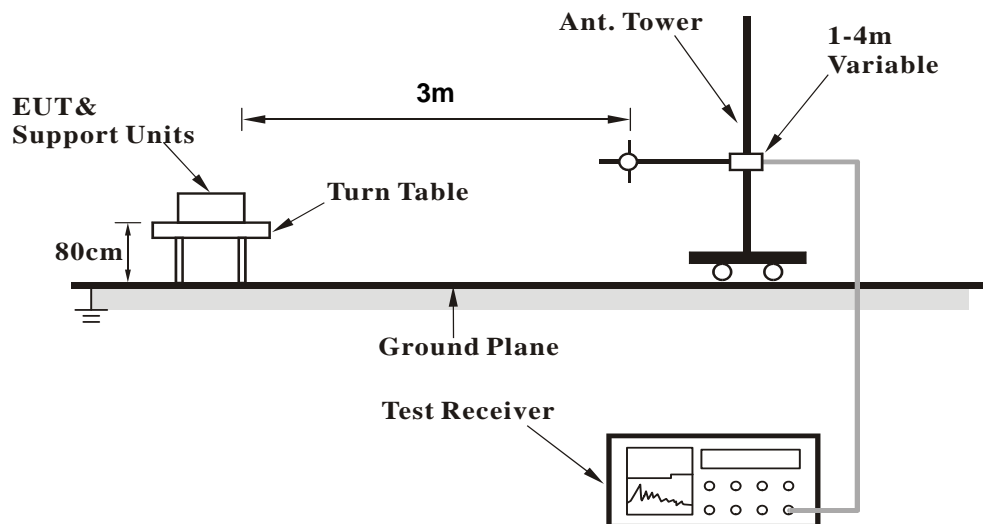 Ant. Tower
1-4m
Variable
3m
EUT&
Support Units
Turn Table
80cm
Ground Plane
Test Receiver